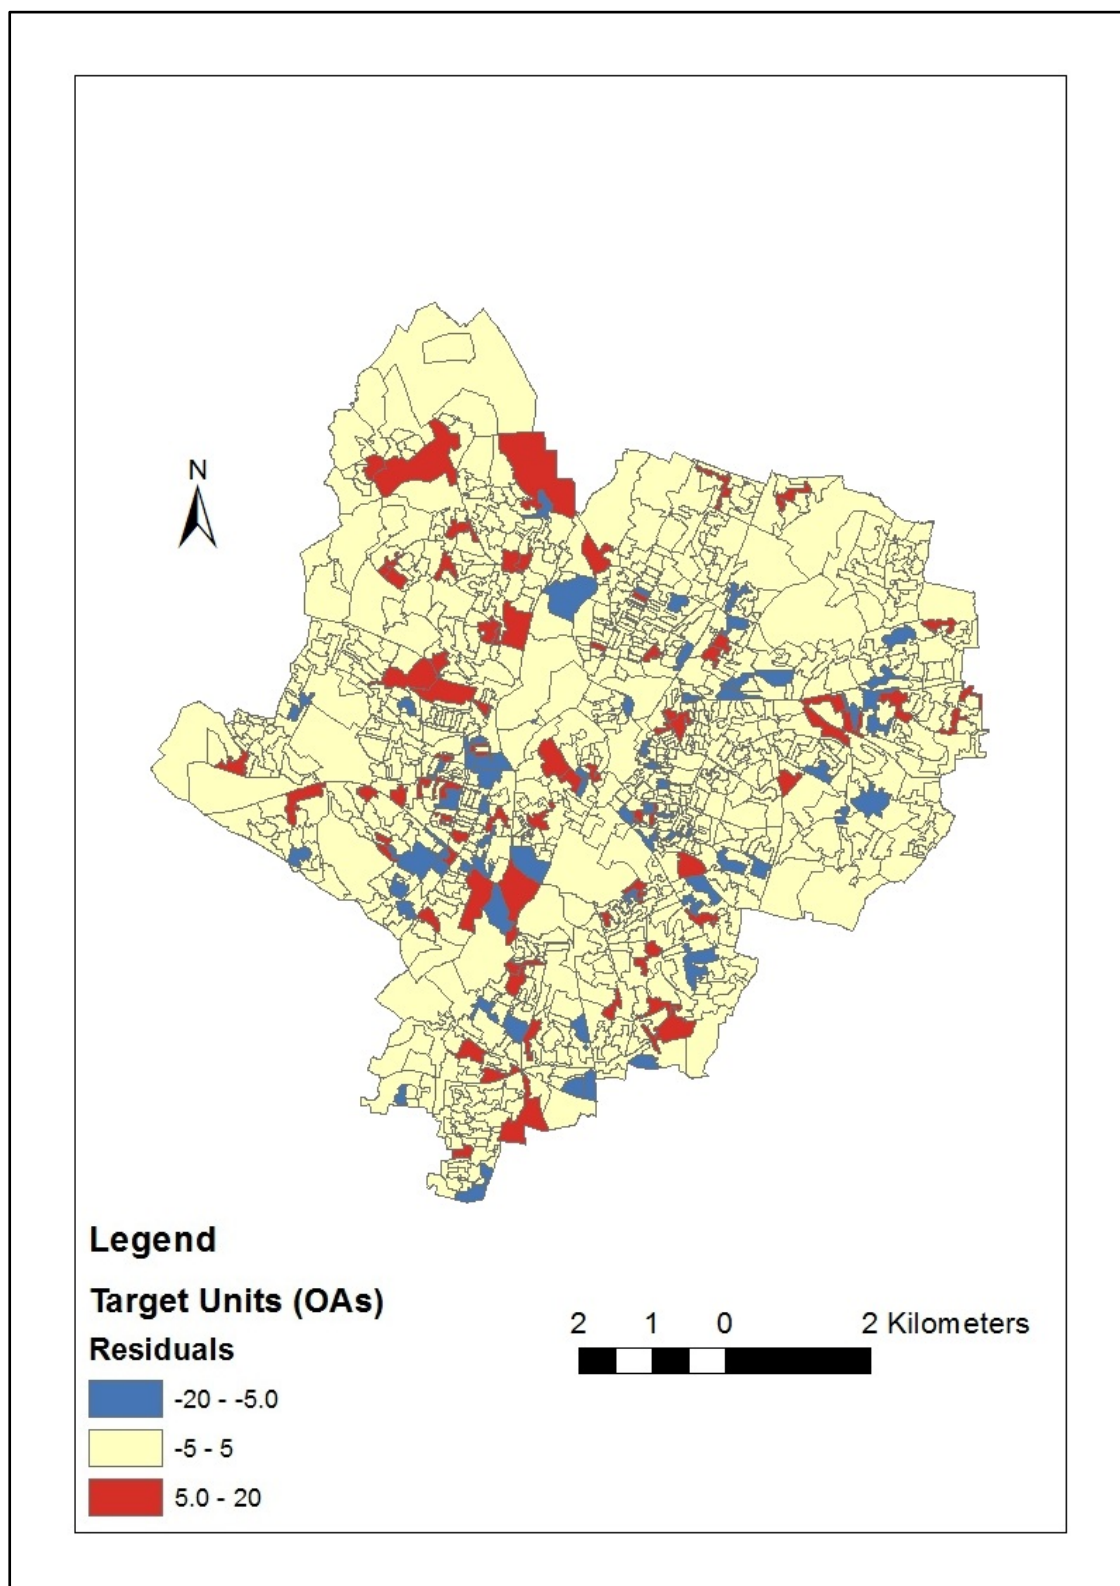 N
Legend
Target Units (OAs)
Residuals
-20 - -5.0
-5 - 5
5.0 - 20
2 1 0 2 Kilometers